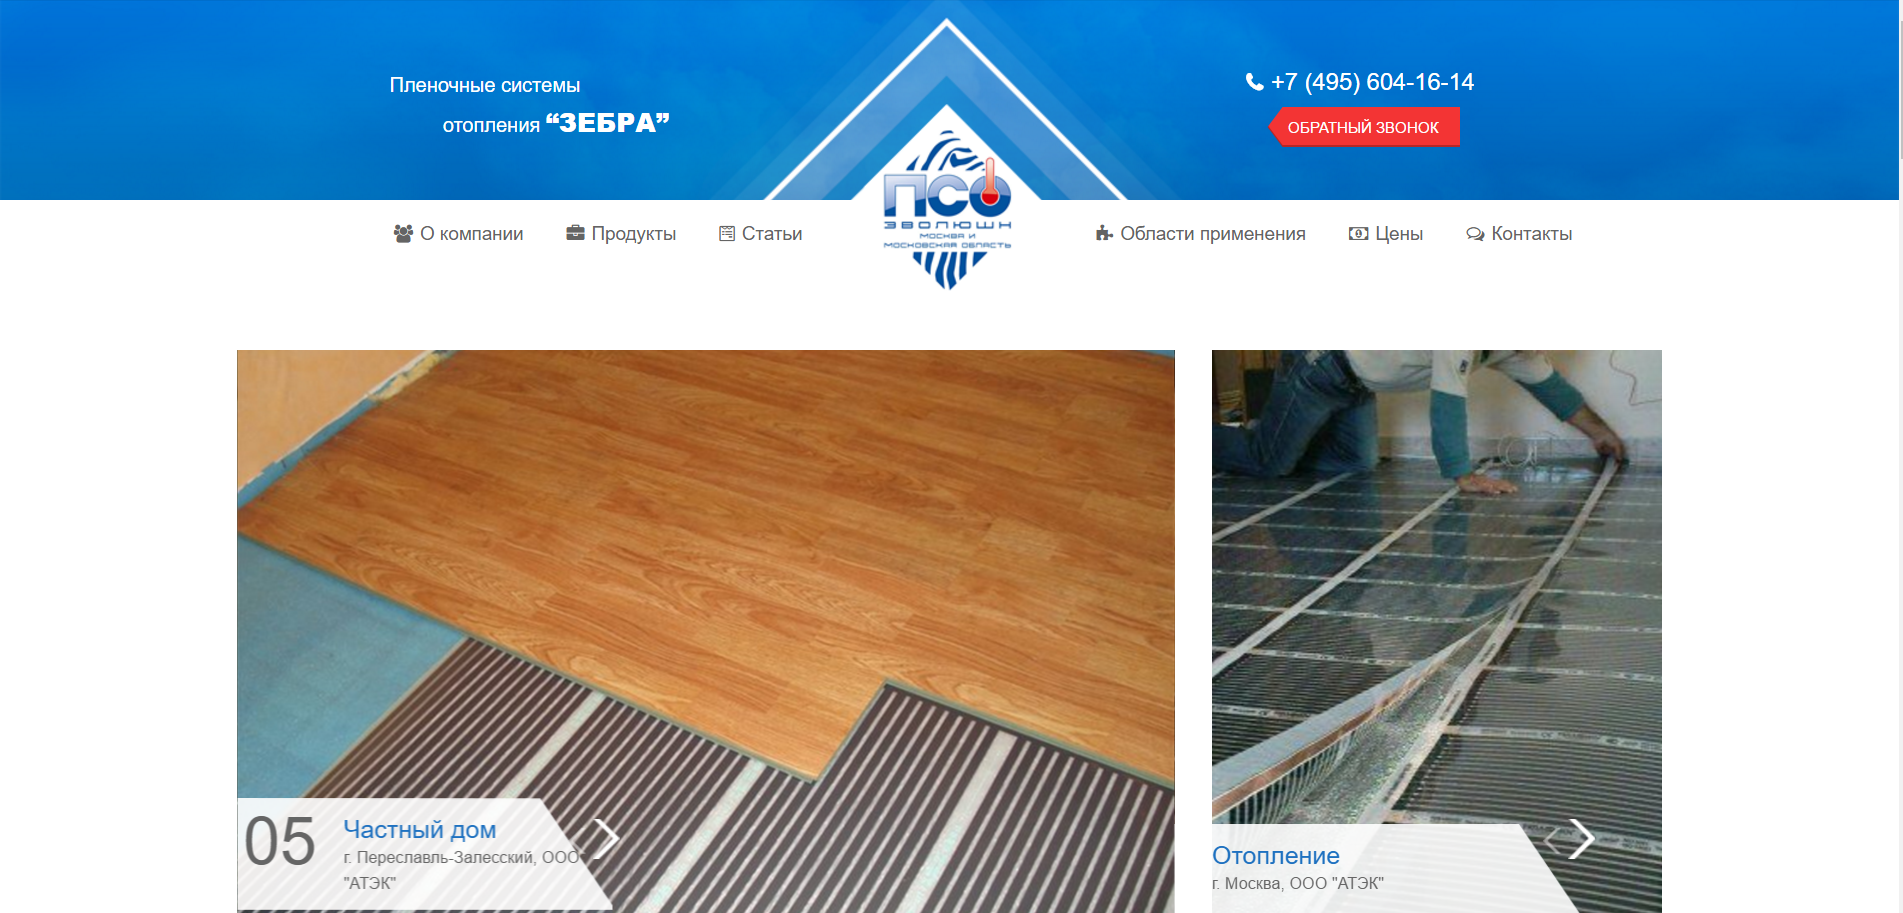 Пленочные системы
отопления “ЗЕБРА”
+7 (495) 604-16-14
ОБРАТНЫЙ ЗВОНОК
ПСО
ЭВОЛЮШН
МОСКВА И
МОСКОВСКАЯ ОБЛАСТЬ
О компании
Продукты
Статьи
Области применения
Цены
Контакты
05
Частный дом
г. Переславль-Залесский, ООО
"АТЭК"
Отопление
г. Москва, ООО "АТЭК"